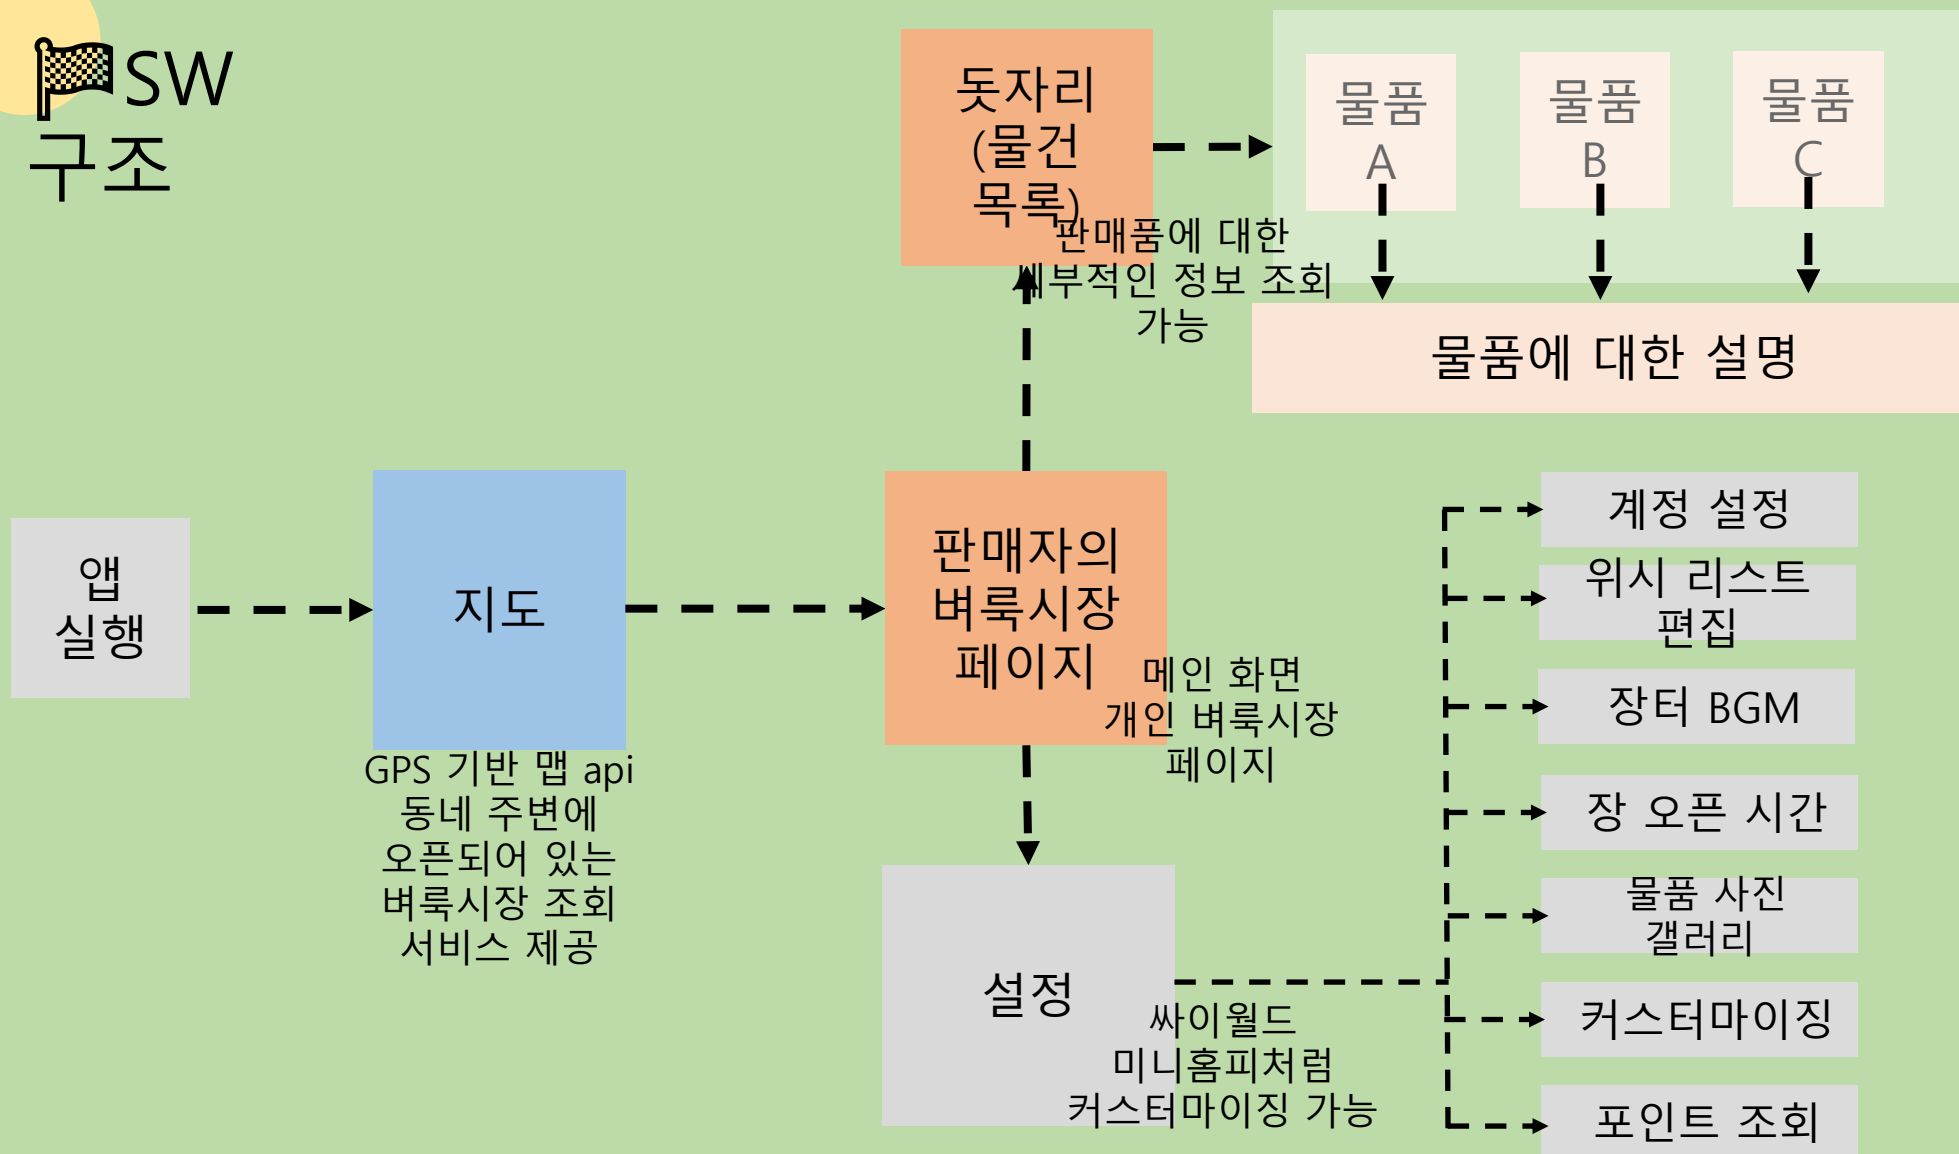 SW
구조
돗자리
(물건
목록)
물품
A
물품
B
물품
C
판매품에 대한
세부적인 정보 조회
가능
물품에 대한 설명
앱
실행
지도
GPS 기반 맵 api
동네 주변에
오픈되어 있는
벼룩시장 조회
서비스 제공
판매자의
벼룩시장
페이지
메인 화면
개인 벼룩시장
페이지
설정
싸이월드
미니홈피처럼
커스터마이징 가능
계정 설정
위시 리스트
편집
장터 BGM
장 오픈 시간
물품 사진
갤러리
커스터마이징
포인트 조회